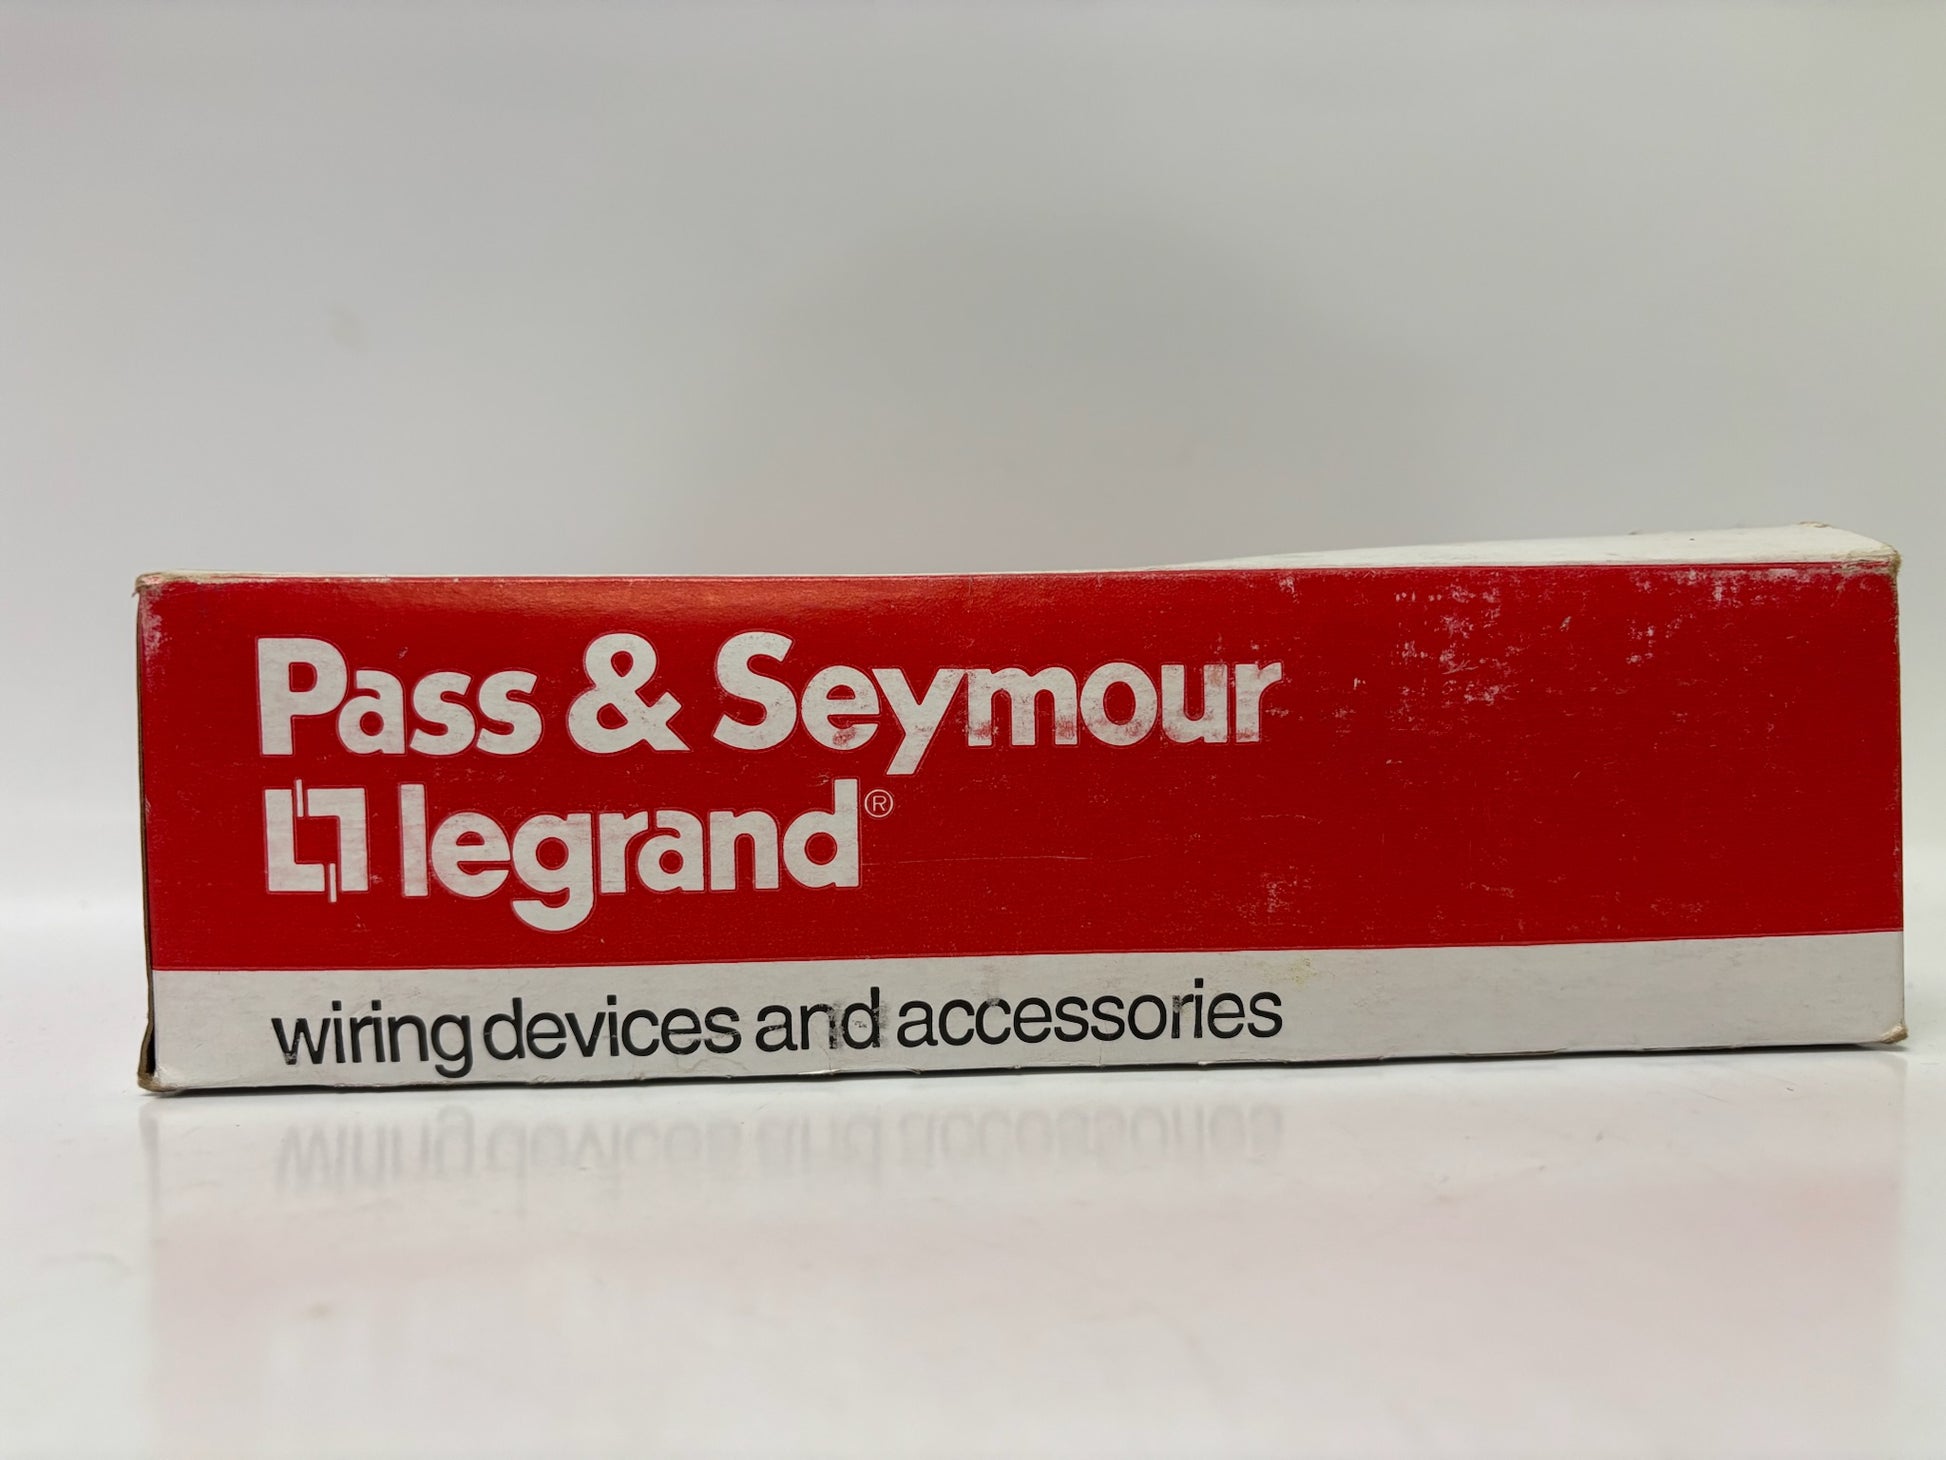 Pass & Seymour
legrand®
wiring devices and accessories